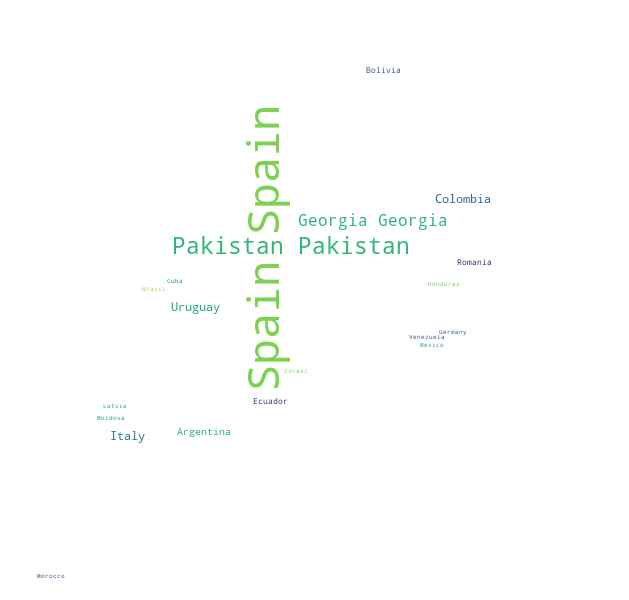 Bolivia
Spain Spain
Colombia
Georgia Georgia
Pakistan Pakistan
Romania
Cuba
Honduras
Brasil
Uruguay
Germany
Venezuela
Mexico
Israel
Ecuador
Latvia
Moldova
Argentina
Italy
Morocco